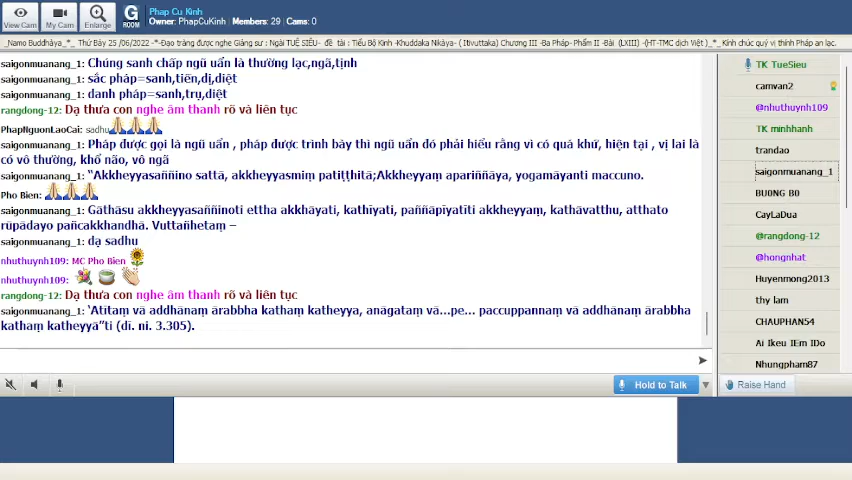 View Cam
My Cam
Enlarge
G
ROOM
Phap Cu Kinh
Owner: PhapCuKinh Members: 29 Cams: 0
_Namo Buddhāya_*_ Thứ Bảy 25 /06/2022 -*-Đạo tràng được nghe Giảng sư : Ngài TUỆ SIÊU- đề tài : Tiểu Bộ Kinh -Khuddaka Nikāya- ( Itivuttaka) Chương III -Ba Pháp- Phẩm II -Bài (LXIII) -(HT-TMC dịch Việt )_*_ Kính chúc quý vị thính Pháp an lạc.
saigonmuanang_1: Chúng sanh chấp ngũ uẩn là thường lạc,ngã,tịnh
saigonmuanang_1: sắc pháp=sanh,tiến,dị,diệt
saigonmuanang_1: danh pháp=sanh,trụ,diệt
rangdong-12: Dạ thưa con nghe âm thanh rõ và liên tục
PhapNguonLaoCai: sadhu
saigonmuanang_1: Pháp được gọi là ngũ uẩn , pháp được trình bày thì ngũ uẩn đó phải hiểu rằng vì có quá khứ, hiện tại , vị lai là
có vô thường, khổ não, vô ngã
saigonmuanang_1: “Akkheyyasaññino sattā, akkheyyasmiṃ patiṭṭhitā;Akkheyyaṃ apariññāya, yogamāyanti maccuno.
Pho Bien:
saigonmuanang_1: Gāthāsu akkheyyasaññinoti ettha akkhāyati, kathīyati, paññāpīyatīti akkheyyaṃ, kathāvatthu, atthato
rūpādayo pañcakkhandhā. Vuttañhetaṃ –
saigonmuanang_1: dạ sadhu
nhuthuynh109: MC Pho Bien
nhuthuynh109:
rangdong-12: Dạ thưa con nghe âm thanh rõ và liên tục
saigonmuanang_1: ‘Atītaṃ vā addhānaṃ ārabbha kathaṃ katheyya, anāgataṃ vā…pe… paccuppannaṃ vā addhānaṃ ārabbha
kathaṃ katheyyā”ti (dī. ni. 3.305).
Hold to Talk
TK TueSieu
camvan2
@nhuthuynh109
TK minhhanh
trandao
saigonmuanang_1
BU0NG B0
CayLaDua
@rangdong-12
@hongnhat
Huyenmong2013
thy lam
CHAUPHAN54
Ai Ikeu IEm IDo
Nhungpham87
Raise Hand